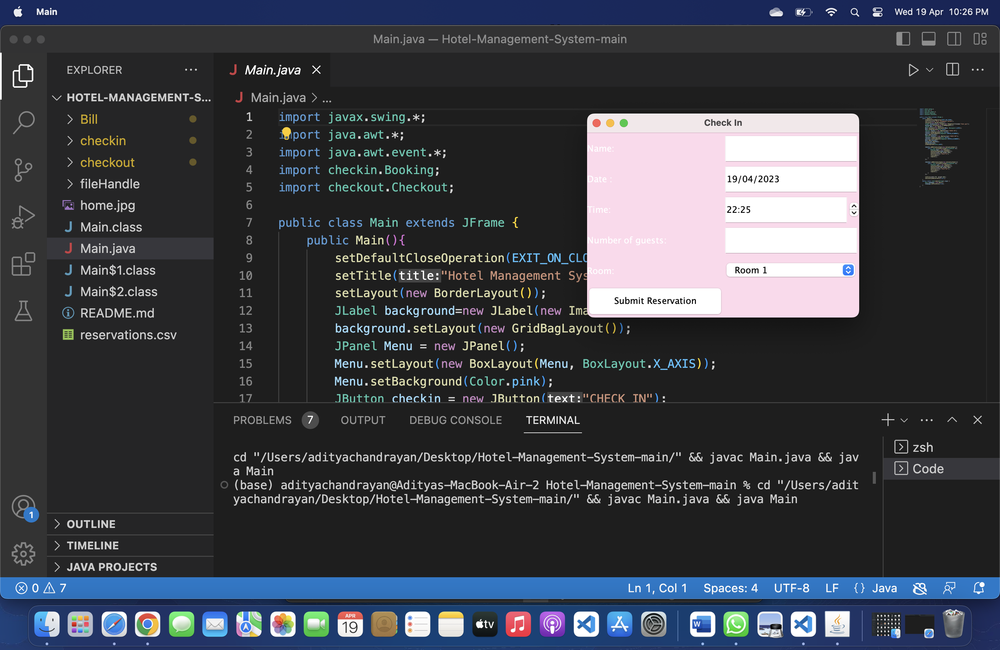 Main
Wed 19 Apr 10:26 PM
Main.java — Hotel-Management-System-main
EXPLORER
HOTEL-MANAGEMENT-S...
Bill
checkin
checkout
fileHandle
home.jpg
Main.class
Main.java
Main$1.class
Main$2.class
README.md
reservations.csv
OUTLINE
TIMELINE
JAVA PROJECTS
Main.java
Main.java > ...
1 import javax.swing.*;
2 import java.awt.*;
3 import java.awt.event.*;
4 import checkin.Booking;
5 import checkout.Checkout;
6
7 public class Main extends JFrame {
8 public Main(){
9 setDefaultCloseOperation(EXIT_ON_CLO
10 setTitle(title:"Hotel Management Sys
11 setLayout(new BorderLayout());
12 JLabel background=new JLabel(new Ima
13 background.setLayout(new GridBagLayout());
14 JPanel Menu = new JPanel();
15 Menu.setLayout(new BoxLayout(Menu, BoxLayout.X_AXIS));
16 Menu.setBackground(Color.pink);
17 JButton checkin = new JButton(text:"CHECK IN");
Check In
Name:
Date : 19/04/2023
Time: 22:25
Number of guests:
Room: Room 1
Submit Reservation
PROBLEMS 7 OUTPUT DEBUG CONSOLE TERMINAL
cd "/Users/adityachandrayan/Desktop/Hotel-Management-System-main/" && javac Main.java && jav
a Main
(base) adityachandrayan@Adityas-MacBook-Air-2 Hotel-Management-System-main % cd "/Users/adit
yachandrayan/Desktop/Hotel-Management-System-main/" && javac Main.java && java Main
zsh
Code
1
0 7
Ln 1, Col 1 Spaces: 4 UTF-8 LF {} Java
APR
19
tv
W